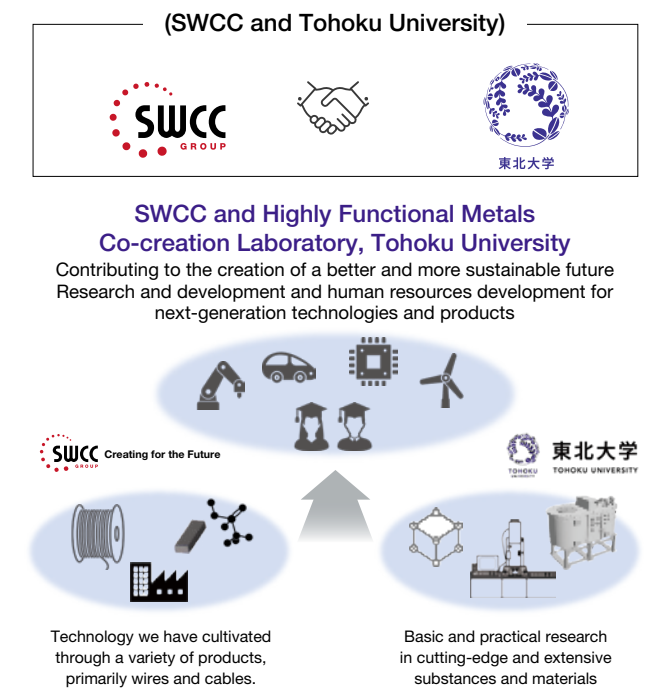 (SWCC and Tohoku University)
SWCC
GROUP
東北大学
SWCC and Highly Functional Metals
Co-creation Laboratory, Tohoku University
Contributing to the creation of a better and more sustainable future
Research and development and human resources development for
next-generation technologies and products
SWCC
GROUP
Creating for the Future
TOHOKU
UNIVERSITY
東北大学
TOHOKU UNIVERSITY
Technology we have cultivated
through a variety of products,
primarily wires and cables.
Basic and practical research
in cutting-edge and extensive
substances and materials